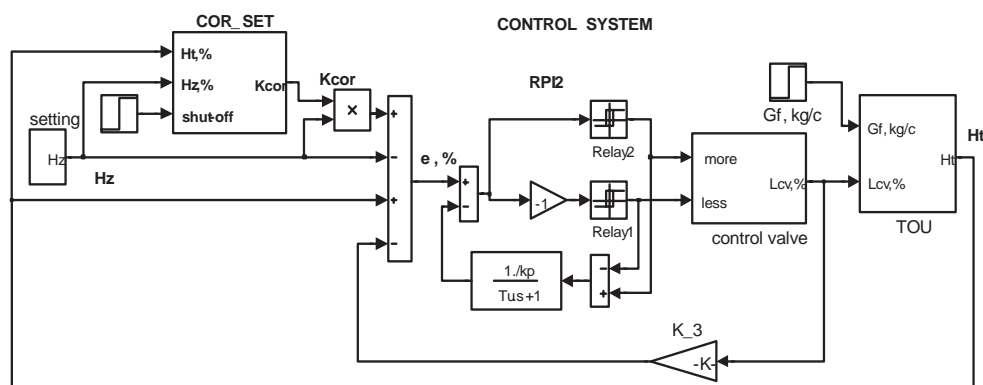 COR_SET
CONTROL SYSTEM
Ht,%
Hz,%
Kcor
shut-off
Kcor
×
setting
Hz
Hz
+
−
+
−
e , %
RPI2
+
−
-1
Relay2
Relay1
more
less
Lcv,%
control valve
Gf, kg/c
Gf, kg/c
Ht
Lcv,%
TOU
Ht
1./kp
Tus+1
−
+
K_3
-K-